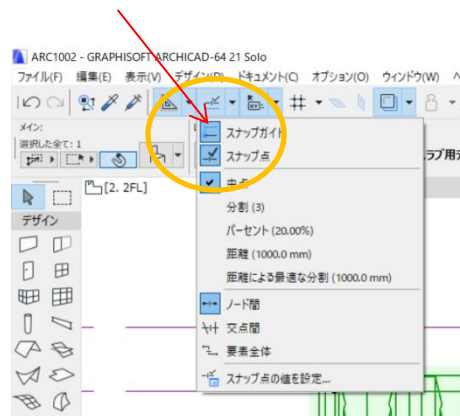 ARC1002 - GRAPHISOFT ARCHICAD-64 21 Solo
ファイル(F) 編集(E) 表示(V) デザイン(D) ドキュメント(C) オプション(O) ウィンドウ(W)
メイン:
選択した全て: 1
スナップガイド
スナップ点
ラブ用
[2. 2FL]
中点
デザイン
分割 (3)
パーセント (20.00%)
距離 (1000.0 mm)
距離による最適な分割 (1000.0 mm)
ノード間
交点間
要素全体
スナップ点の値を設定...